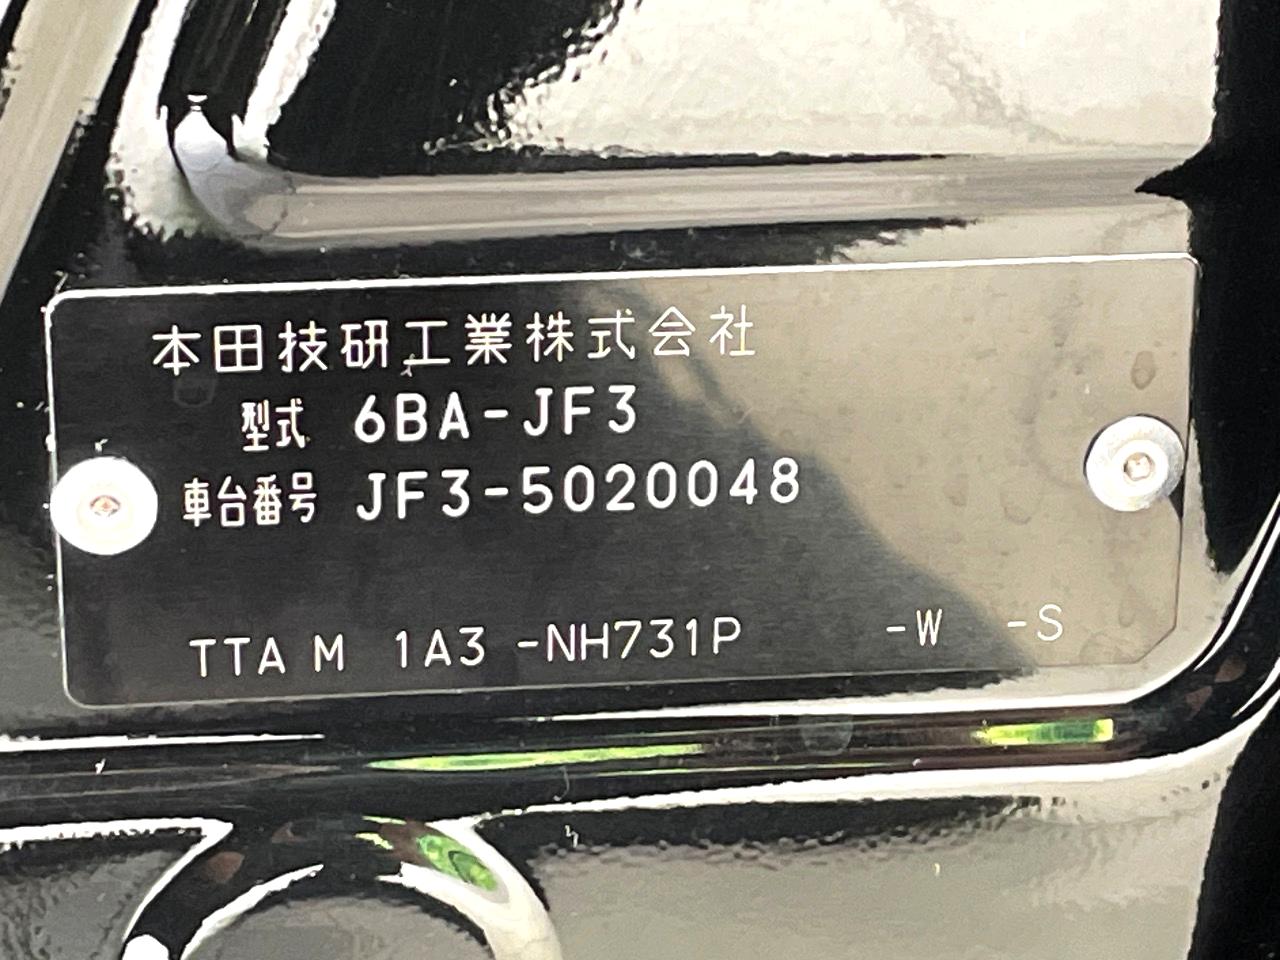 本田技研工業株式会社
型式 6BA-JF3
車台番号 JF3-5020048
TTA M 1A3 -NH731P -W -S